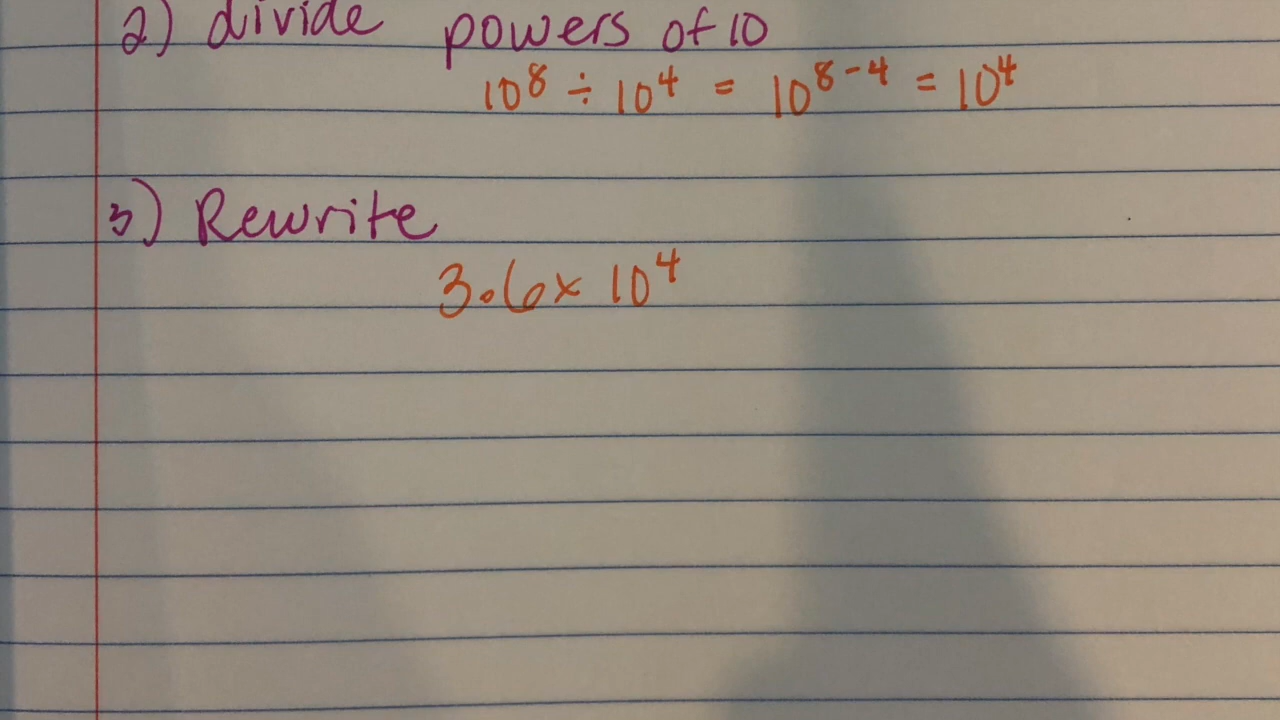 2) divide powers of 10
10⁸ ÷ 10⁴ = 10⁸⁻⁴ = 10⁴
3) Rewrite
3.6 x 10⁴